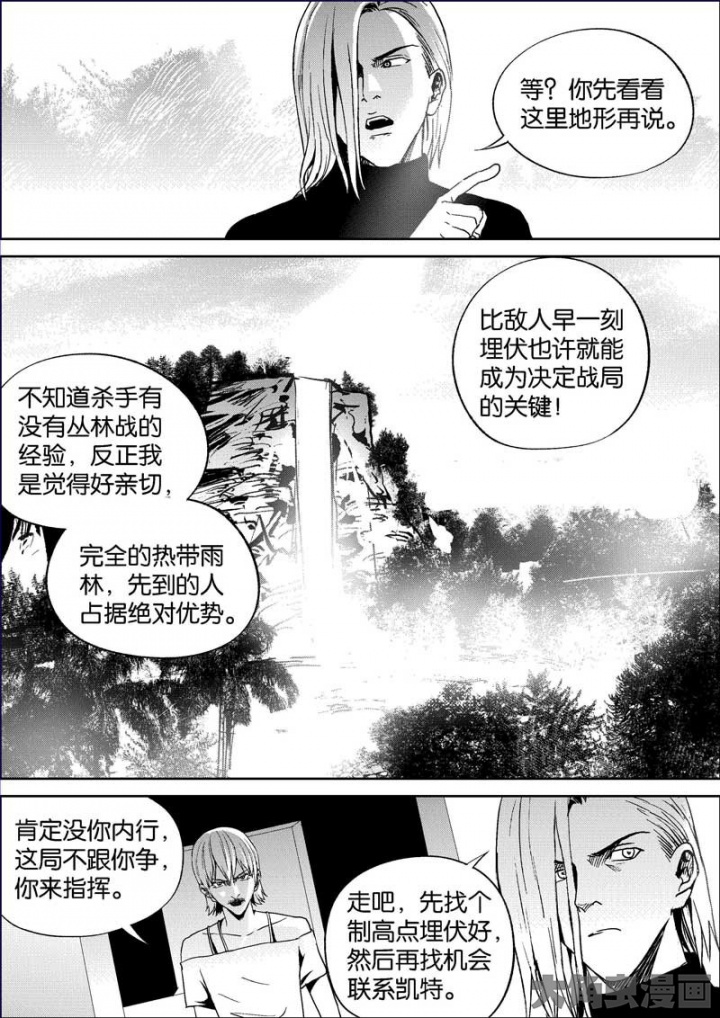 等？你先看看
这里地形再说。
比敌人早一刻
埋伏也许就能
成为决定战局
的关键！
不知道杀手有
没有丛林战的
经验，反正我
是觉得好亲切，
完全的热带雨
林，先到的人
占据绝对优势。
肯定没你内行，
这局不跟你争，
你来指挥。
走吧，先找个
制高点埋伏好，
然后再找机会
联系凯特。
大角虫漫画